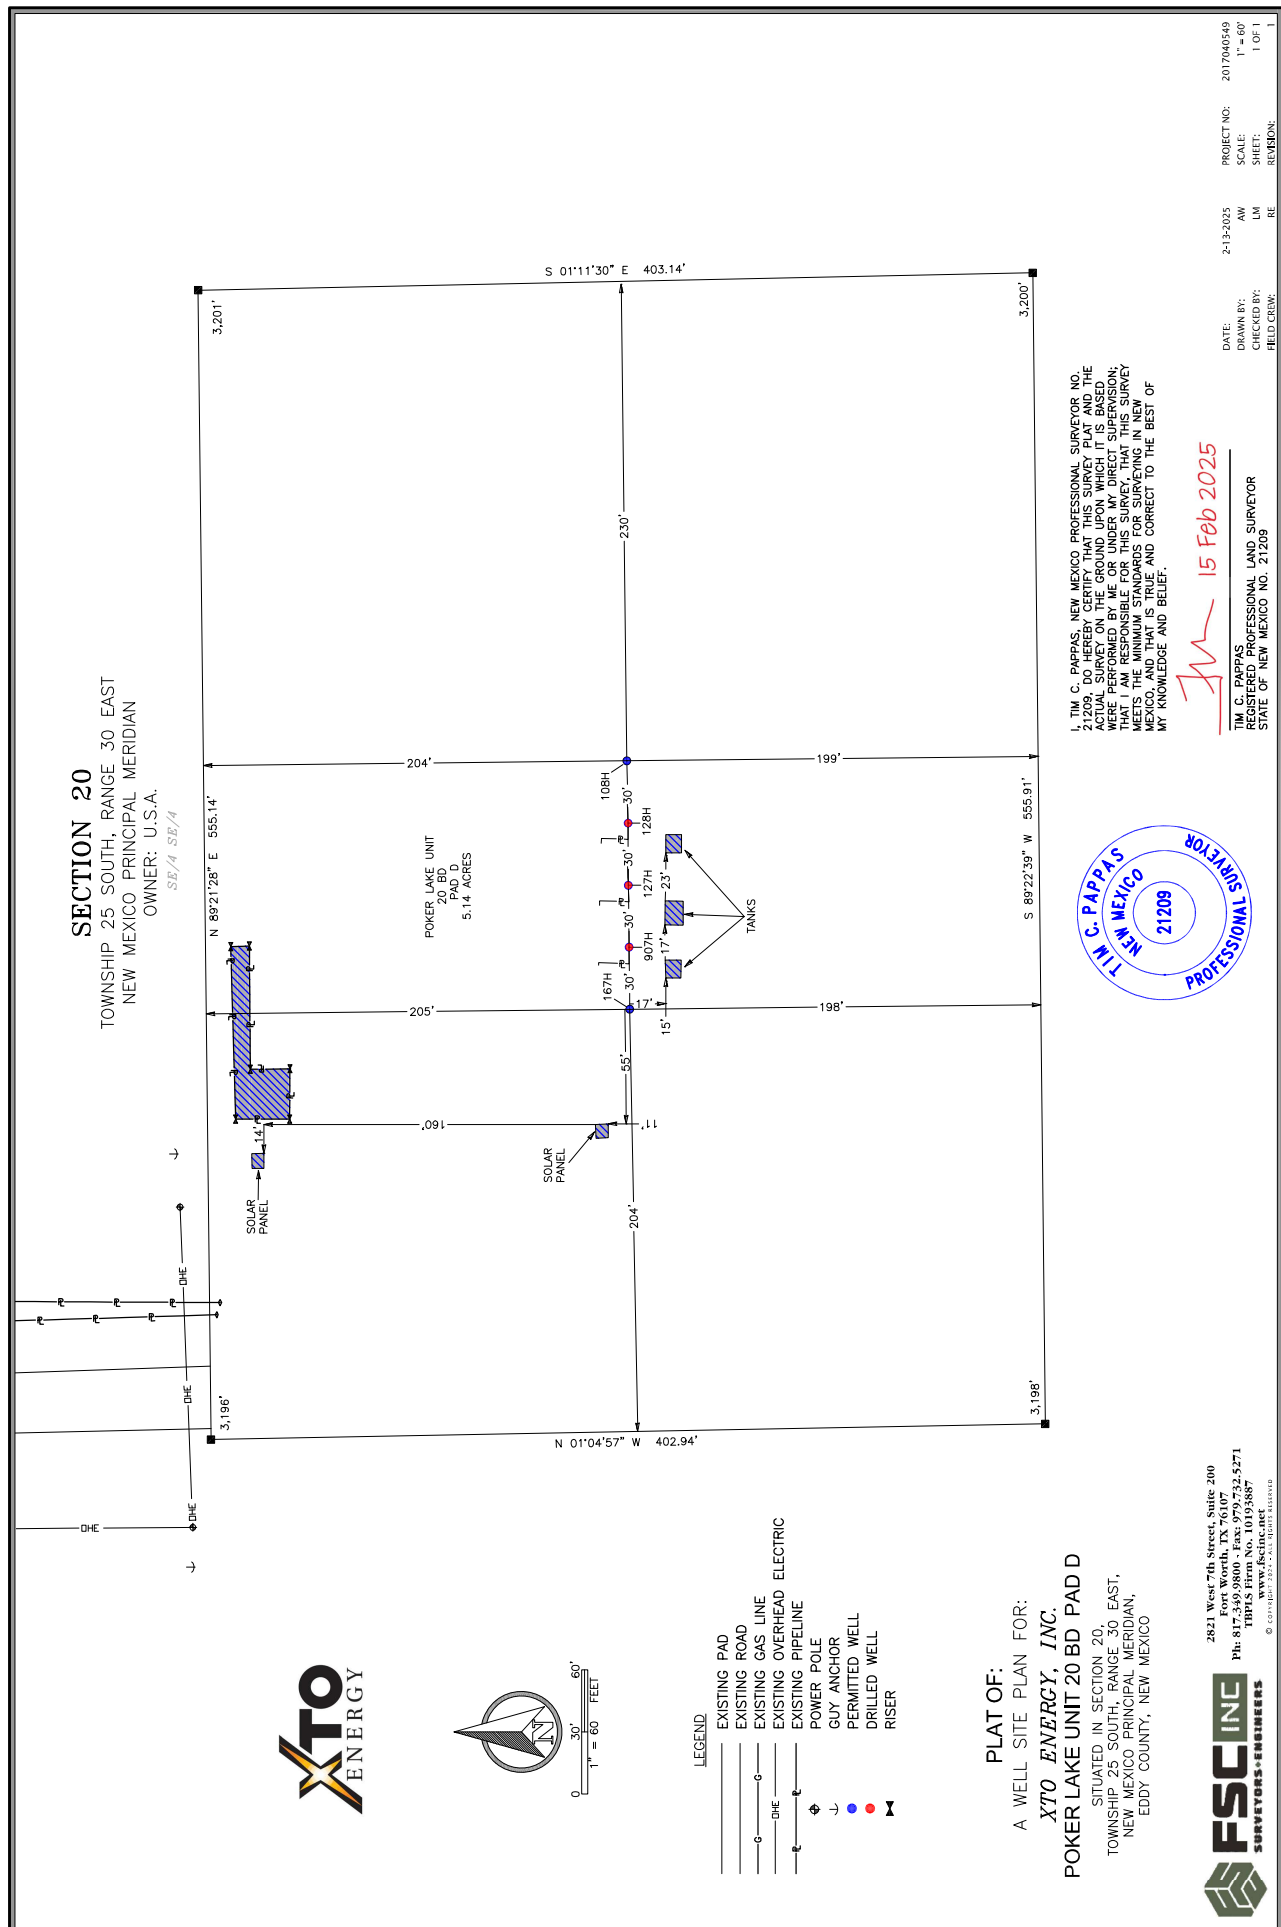 SECTION 20
TOWNSHIP 25 SOUTH, RANGE 30 EAST
NEW MEXICO PRINCIPAL MERIDIAN
OWNER: U.S.A.
SE/4 SE/4
N 89°21'28" E 555.14'
S 01°11'30" E 403.14'
S 89°22'39" W 555.91'
N 01°04'57" W 402.94'
3,196'
3,201'
3,198'
3,200'
OHE
OHE
OHE
OHE
PL
PL
PL
PL
PL
PL
SOLAR
PANEL
14'
160'
SOLAR
PANEL
11'
55'
205'
204'
POKER LAKE UNIT
20 BD
PAD D
5.14 ACRES
204'
230'
167H
30'
907H
30'
127H
30'
128H
30'
108H
17'
15'
17'
23'
TANKS
198'
199'
XTO
ENERGY
N
0 30' 60'
1" = 60 FEET
LEGEND
EXISTING PAD
EXISTING ROAD
G G EXISTING GAS LINE
OHE EXISTING OVERHEAD ELECTRIC
PL PL EXISTING PIPELINE
POWER POLE
GUY ANCHOR
PERMITTED WELL
DRILLED WELL
RISER
PLAT OF:
A WELL SITE PLAN FOR:
XTO ENERGY, INC.
POKER LAKE UNIT 20 BD PAD D
SITUATED IN SECTION 20,
TOWNSHIP 25 SOUTH, RANGE 30 EAST,
NEW MEXICO PRINCIPAL MERIDIAN,
EDDY COUNTY, NEW MEXICO
TIM C. PAPPAS
NEW MEXICO
21209
PROFESSIONAL SURVEYOR
I, TIM C. PAPPAS, NEW MEXICO PROFESSIONAL SURVEYOR NO.
21209, DO HEREBY CERTIFY THAT THIS SURVEY PLAT AND THE
ACTUAL SURVEY ON THE GROUND UPON WHICH IT IS BASED
WERE PERFORMED BY ME OR UNDER MY DIRECT SUPERVISION;
THAT I AM RESPONSIBLE FOR THIS SURVEY, THAT THIS SURVEY
MEETS THE MINIMUM STANDARDS FOR SURVEYING IN NEW
MEXICO, AND THAT IS TRUE AND CORRECT TO THE BEST OF
MY KNOWLEDGE AND BELIEF.
15 Feb 2025
TIM C. PAPPAS
REGISTERED PROFESSIONAL LAND SURVEYOR
STATE OF NEW MEXICO NO. 21209
FSC INC
SURVEYORS+ENGINEERS
2821 West 7th Street, Suite 200
Fort Worth, TX 76107
Ph: 817.349.9800 - Fax: 979.732.5271
TBPLS Firm No. 10193887
www.fscinc.net
© COPYRIGHT 2024 - ALL RIGHTS RESERVED
DATE: 2-13-2025 PROJECT NO: 2017040549
DRAWN BY: AW SCALE: 1" = 60'
CHECKED BY: LM SHEET: 1 OF 1
FIELD CREW: RE REVISION: 1